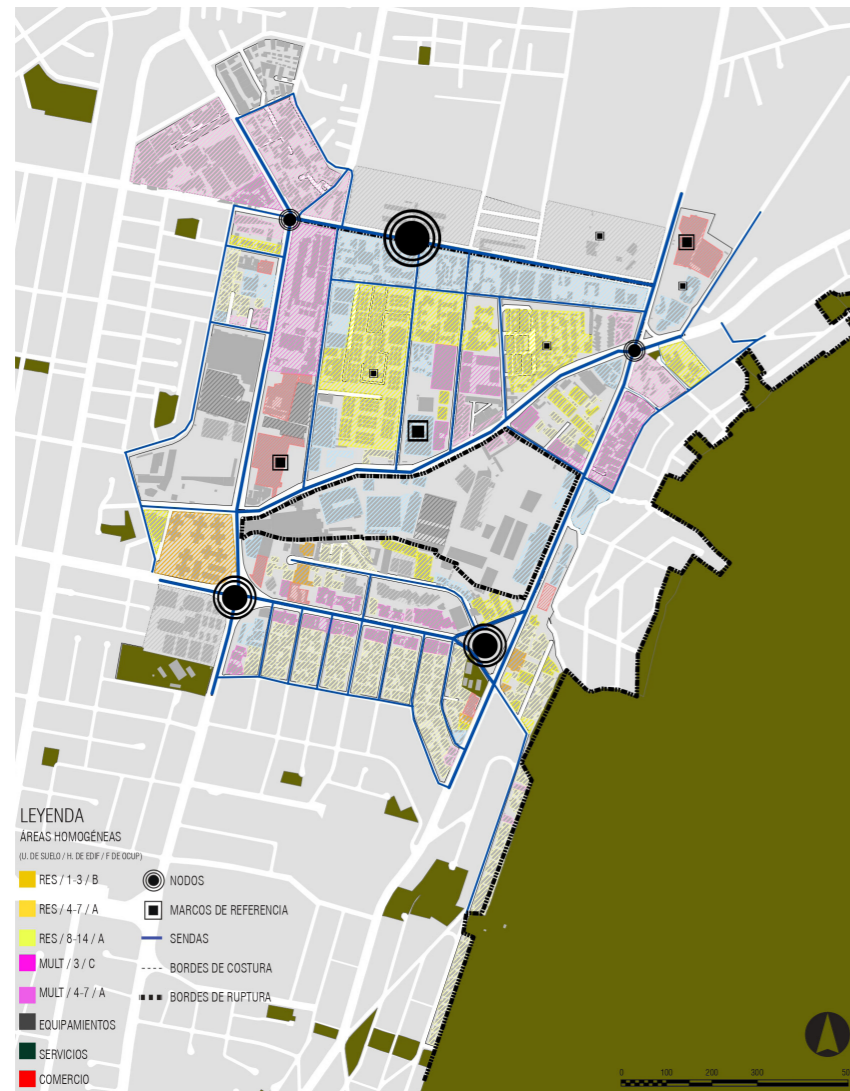 LEYENDA
ÁREAS HOMOGÉNEAS
(U. DE SUELO / H. DE EDIF / F DE OCUP)
RES / 1-3 / B
RES / 4-7 / A
RES / 8-14 / A
MULT / 3 / C
MULT / 4-7 / A
EQUIPAMIENTOS
SERVICIOS
COMERCIO
NODOS
MARCOS DE REFERENCIA
SENDAS
BORDES DE COSTURA
BORDES DE RUPTURA
0 100 200 300